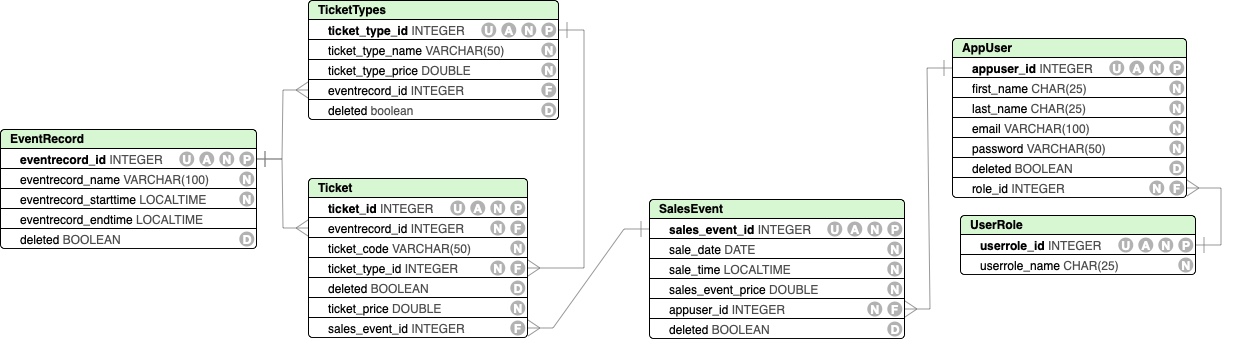 TicketTypes
ticket_type_id INTEGER U A N P
ticket_type_name VARCHAR(50) N
ticket_type_price DOUBLE N
eventrecord_id INTEGER F
deleted boolean D
EventRecord
eventrecord_id INTEGER U A N P
eventrecord_name VARCHAR(100) N
eventrecord_starttime LOCALTIME N
eventrecord_endtime LOCALTIME
deleted BOOLEAN D
Ticket
ticket_id INTEGER U A N P
eventrecord_id INTEGER N F
ticket_code VARCHAR(50) N
ticket_type_id INTEGER N F
deleted BOOLEAN D
ticket_price DOUBLE N
sales_event_id INTEGER F
SalesEvent
sales_event_id INTEGER U A N P
sale_date DATE N
sale_time LOCALTIME N
sales_event_price DOUBLE N
appuser_id INTEGER N F
deleted BOOLEAN D
AppUser
appuser_id INTEGER U A N P
first_name CHAR(25) N
last_name CHAR(25) N
email VARCHAR(100) N
password VARCHAR(50) N
deleted BOOLEAN D
role_id INTEGER N F
UserRole
userrole_id INTEGER U A N P
userrole_name CHAR(25) N